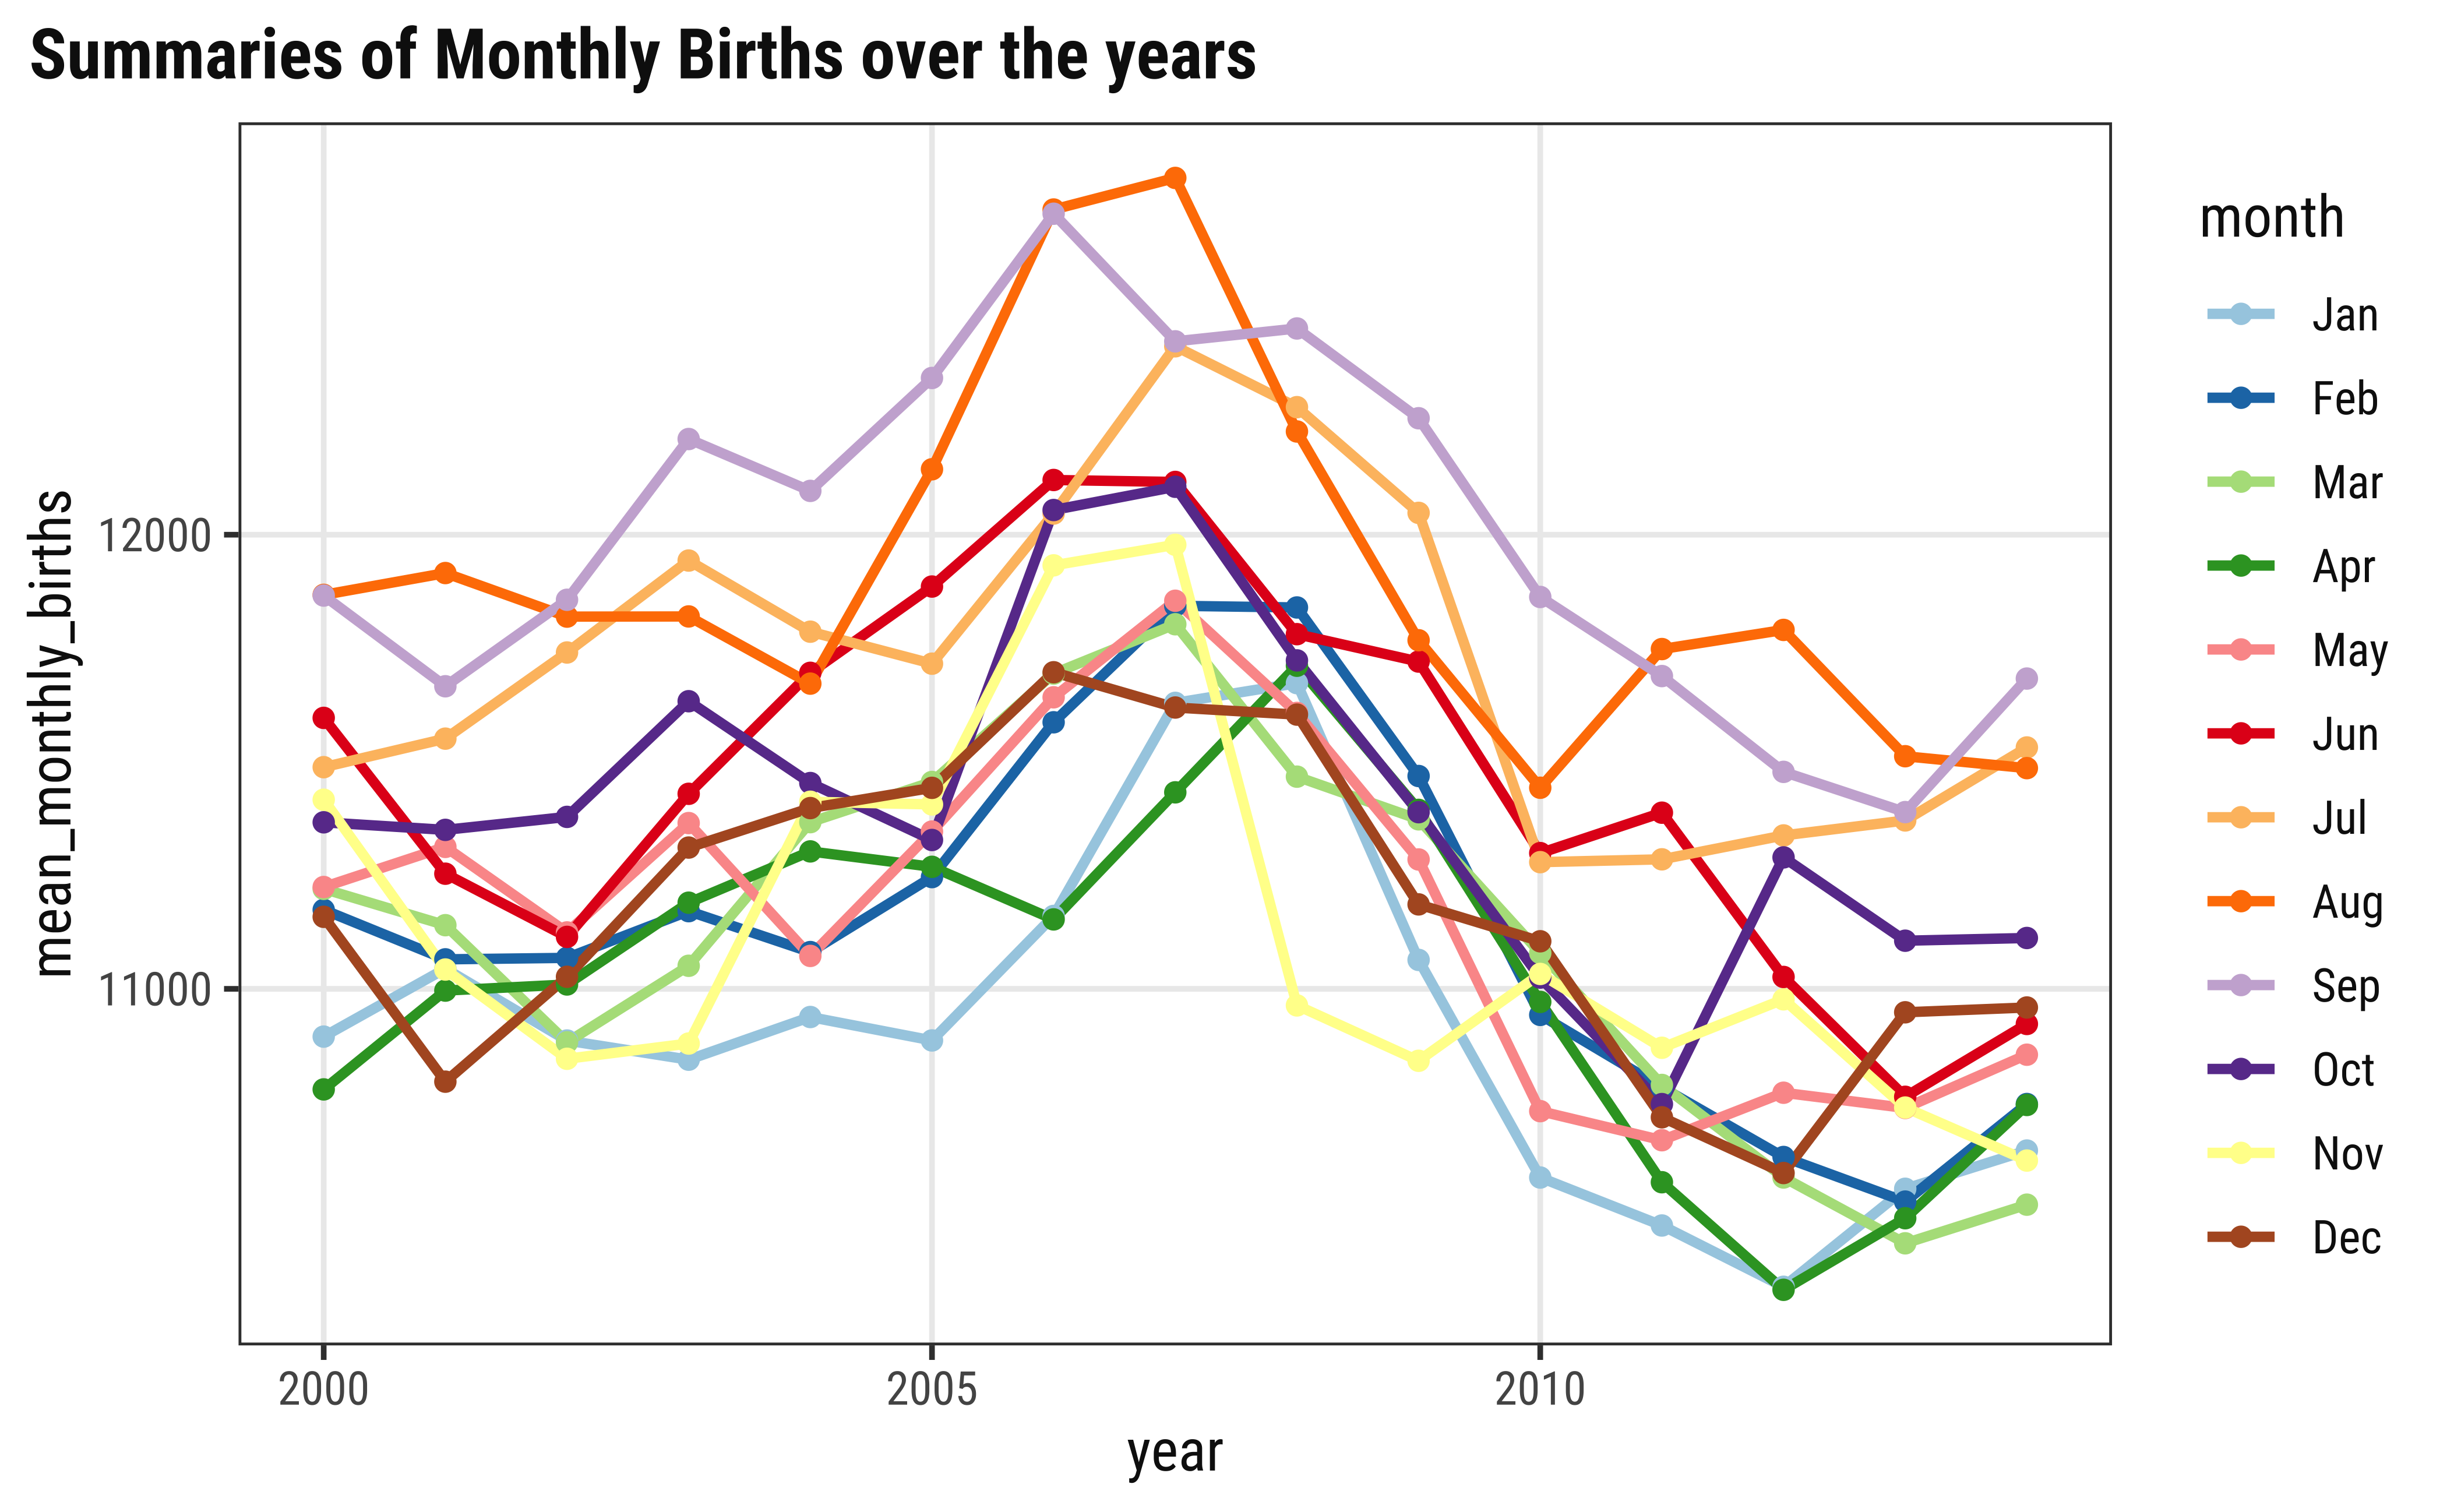 Summaries of Monthly Births over the years
mean_monthly_births
12000
11000
2000
2005
2010
year
month
Jan
Feb
Mar
Apr
May
Jun
Jul
Aug
Sep
Oct
Nov
Dec